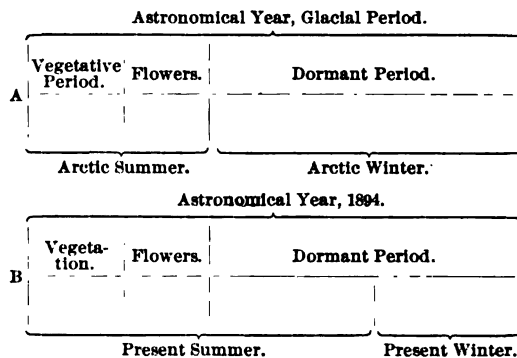 Astronomical Year, Glacial Period.
Vegetative
Period.
Flowers.
Dormant Period.
A
Arctic Summer.
Arctic Winter.
Astronomical Year, 1894.
Vegeta-
tion.
Flowers.
Dormant Period.
B
Present Summer.
Present Winter.